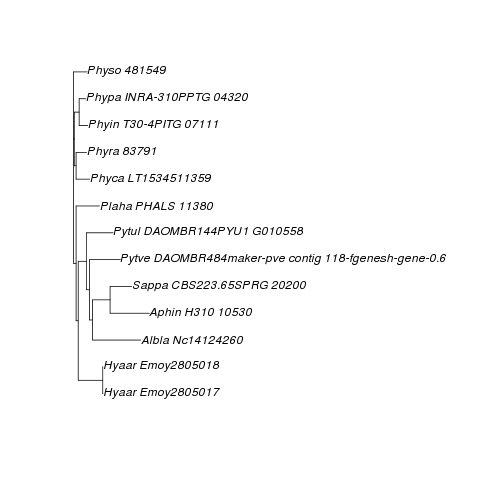 Physo 481549
Phypa INRA-310PPTG 04320
Phyin T30-4PITG 07111
Phyra 83791
Phyca LT1534511359
Plaha PHALS 11380
Pytul DAOMBR144PYU1 G010558
Pytve DAOMBR484maker-pve contig 118-fgenesh-gene-0.6
Sappa CBS223.65SPRG 20200
Aphin H310 10530
Albla Nc14124260
Hyaar Emoy2805018
Hyaar Emoy2805017